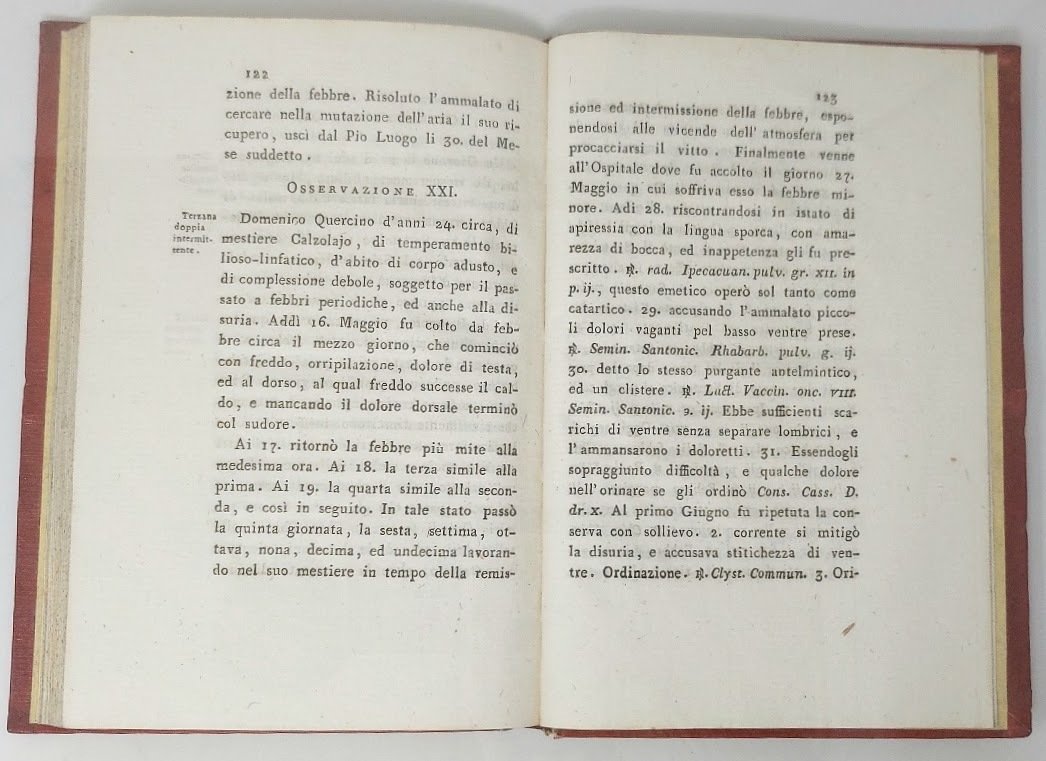 122
zione della febbre. Risoluto l'ammalato di
cercare nella mutazione dell'aria il suo ri-
cupero, uscì dal Pio Luogo li 30. del Me-
se suddetto.
OSSERVAZIONE XXI.
Terzana
doppia
intermit-
tente.
Domenico Quercino d'anni 24. circa, di
mestiere Calzolajo, di temperamento bi-
lioso-linfatico, d'abito di corpo adusto, e
di complessione debole, soggetto per il pas-
sato a febbri periodiche, ed anche alla di-
suria. Addì 16. Maggio fu colto da feb-
bre circa il mezzo giorno, che cominciò
con freddo, orripilazione, dolore di testa,
ed al dorso, al qual freddo successe il cal-
do, e mancando il dolore dorsale terminò
col sudore.
Ai 17. ritornò la febbre più mite alla
medesima ora. Ai 18. la terza simile alla
prima. Ai 19. la quarta simile alla secon-
da, e così in seguito. In tale stato passò
la quinta giornata, la sesta, settima, ot-
tava, nona, decima, ed undecima lavoran-
do nel suo mestiere in tempo della remis-
123
sione ed intermissione della febbre, espo-
nendosi alle vicende dell'atmosfera per
procacciarsi il vitto. Finalmente venne
all'Ospitale dove fu accolto il giorno 27.
Maggio in cui soffriva esso la febbre mi-
nore. Adi 28. riscontrandosi in istato di
apiressia con la lingua sporca, con ama-
rezza di bocca, ed inappetenza gli fu pre-
scritto. ℞. rad. Ipecacuan. pulv. gr. XII. in
p. ij., questo emetico operò sol tanto come
catartico. 29. accusando l'ammalato picco-
li dolori vaganti pel basso ventre prese.
℞. Semin. Santonic. Rhabarb. pulv. g. ij.
30. detto lo stesso purgante antelmintico,
ed un clistere. ℞. Lact. Vaccin. onc. VIII.
Semin. Santonic. 9. ij. Ebbe sufficienti sca-
richi di ventre senza separare lombrici, e
l'ammansarono i doloretti. 31. Essendogli
sopraggiunto difficoltà, e qualche dolore
nell'orinare se gli ordinò Cons. Cass. D.
dr. X. Al primo Giugno fu ripetuta la con-
serva con sollievo. 2. corrente si mitigò
la disuria, e accusava stitichezza di ven-
tre. Ordinazione. ℞. Clyst. Commun. 3. Ori-